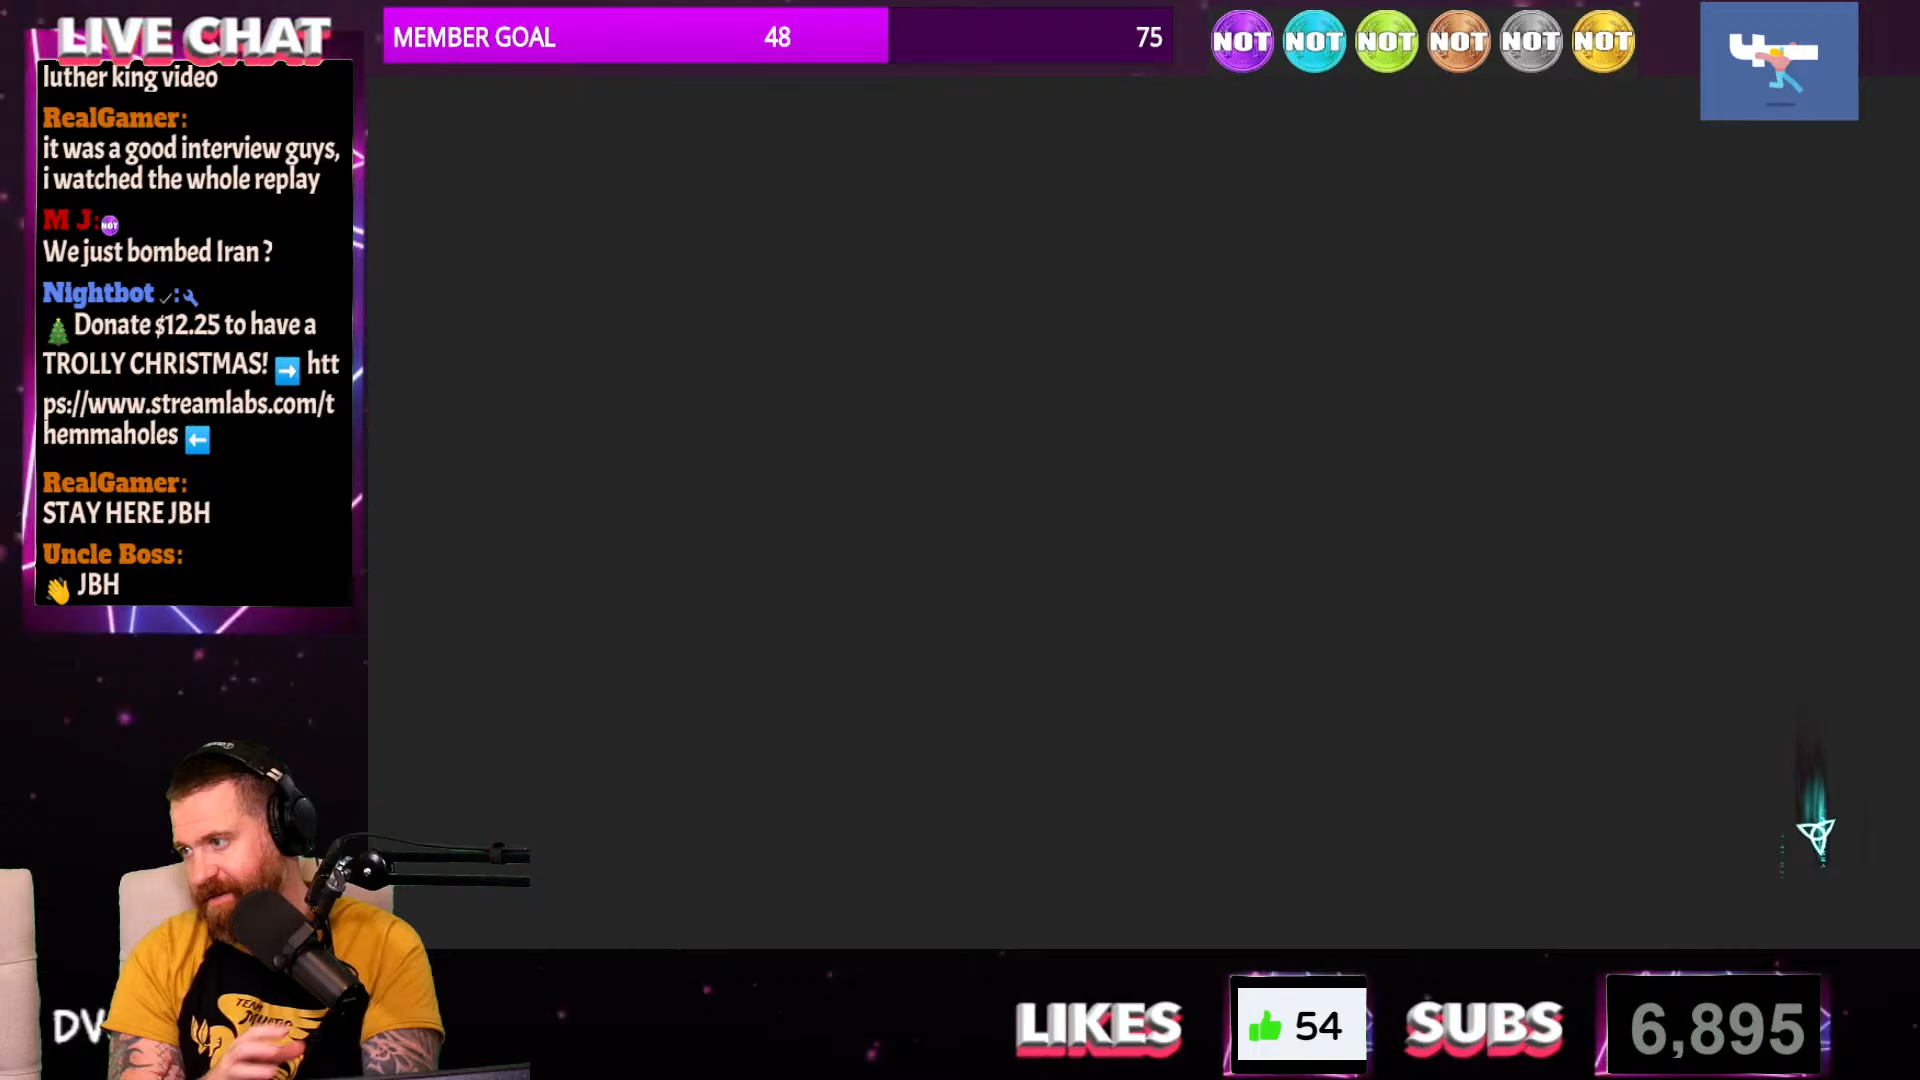 LIVE CHAT
MEMBER GOAL 48 75
NOT NOT NOT NOT NOT NOT
luther king video
RealGamer:
it was a good interview guys,
i watched the whole replay
M J: NOT
We just bombed Iran ?
Nightbot ✓:🔧
🎄Donate $12.25 to have a
TROLLY CHRISTMAS! ➡️ htt
ps://www.streamlabs.com/t
hemmaholes ⬅️
RealGamer:
STAY HERE JBH
Uncle Boss:
👋 JBH
TEAM
LIKES 54 SUBS 6,895